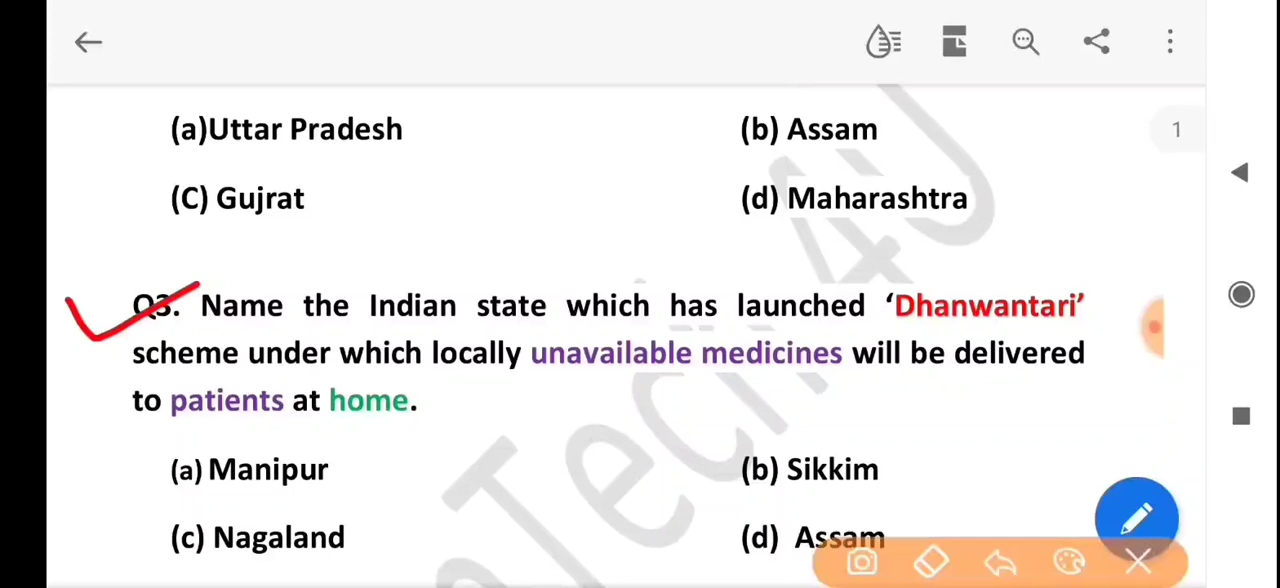 1
(a)Uttar Pradesh (b) Assam
(C) Gujrat (d) Maharashtra
Q3. Name the Indian state which has launched ‘Dhanwantari’
scheme under which locally unavailable medicines will be delivered
to patients at home.
(a) Manipur (b) Sikkim
(c) Nagaland (d) Assam